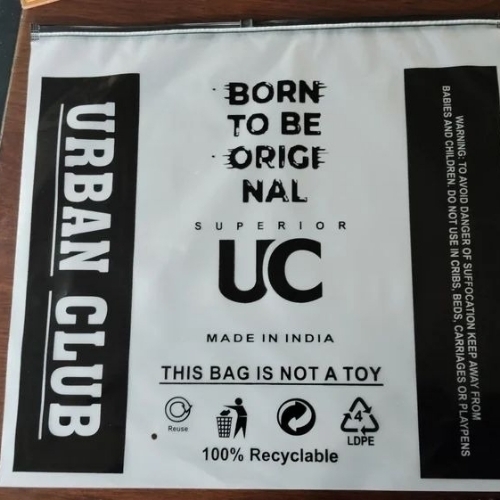 URBAN CLUB
BORN
TO BE
ORIGI
NAL
SUPERIOR
UC
MADE IN INDIA
THIS BAG IS NOT A TOY
Reuse
4
LDPE
100% Recyclable
WARNING: TO AVOID DANGER OF SUFFOCATION KEEP AWAY FROM
BABIES AND CHILDREN. DO NOT USE IN CRIBS, BEDS, CARRIAGES OR PLAYPENS